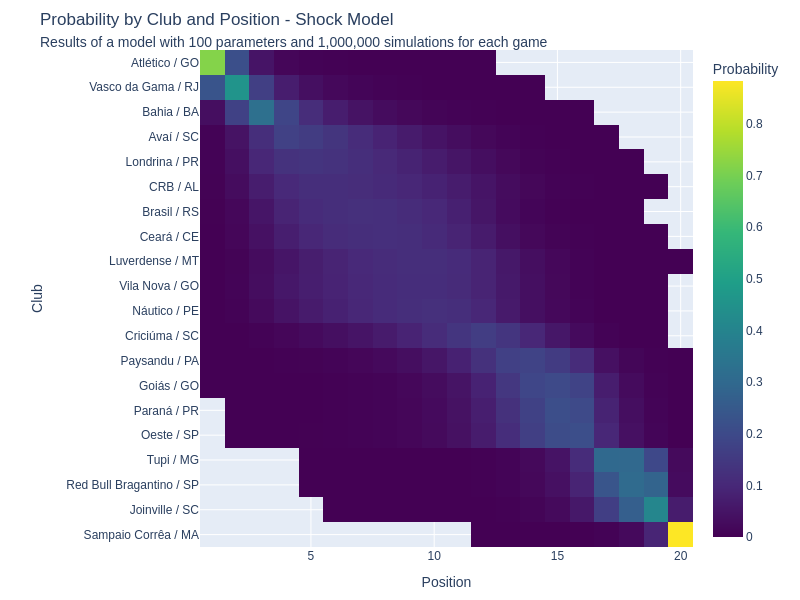 Probability by Club and Position - Shock Model
Results of a model with 100 parameters and 1,000,000 simulations for each game
Probability
Club
Atlético / GO
Vasco da Gama / RJ
Bahia / BA
Avaí / SC
Londrina / PR
CRB / AL
Brasil / RS
Ceará / CE
Luverdense / MT
Vila Nova / GO
Náutico / PE
Criciúma / SC
Paysandu / PA
Goiás / GO
Paraná / PR
Oeste / SP
Tupi / MG
Red Bull Bragantino / SP
Joinville / SC
Sampaio Corrêa / MA
0.8
0.7
0.6
0.5
0.4
0.3
0.2
0.1
0
5
10
15
20
Position